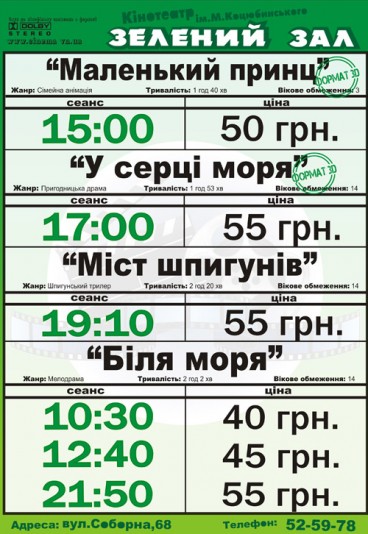 Кінотеатр ім.М.Коцюбинського
DOLBY
STEREO
www.cinema.vn.ua
ЗЕЛЕНИЙ ЗАЛ
“Маленький принц”
ФОРМАТ 3D
Жанр: Сімейна анімація Тривалість: 1 год 40 хв Вікове обмеження: 3
сеанс ціна
15:00 50 грн.
“У серці моря”
ФОРМАТ 3D
Жанр: Пригодницька драма Тривалість: 1 год 53 хв Вікове обмеження: 14
сеанс ціна
17:00 55 грн.
“Міст шпигунів”
Жанр: Шпигунський трилер Тривалість: 2 год 20 хв Вікове обмеження: 14
сеанс ціна
19:10 55 грн.
“Біля моря”
Жанр: Мелодрама Тривалість: 2 год 2 хв Вікове обмеження: 14
сеанс ціна
10:30 40 грн.
12:40 45 грн.
21:50 55 грн.
Адреса: вул.Соборна,68 Телефон: 52-59-78